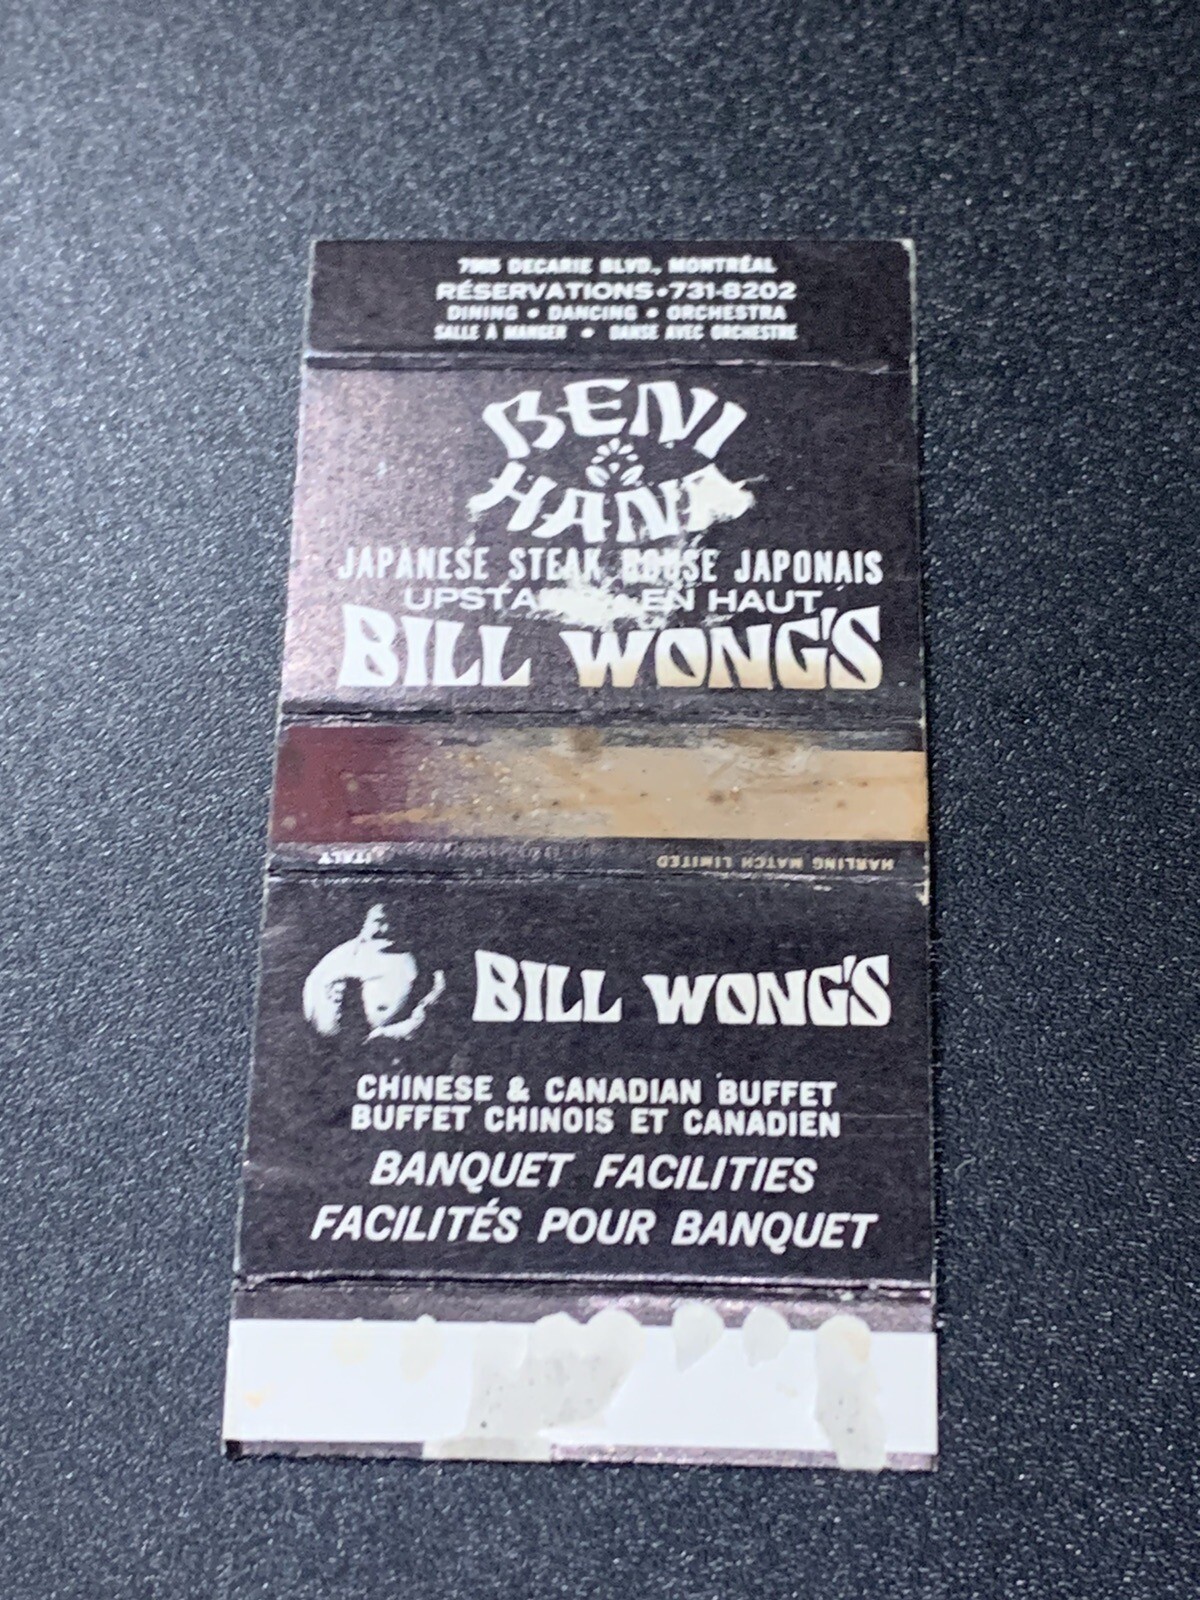 DECARIE BLVD., MONTRÉAL
RÉSERVATIONS • 731-8202
DINING • DANCING • ORCHESTRA
SALLE À MANGER • DANSE AVEC ORCHESTRE
BENI
HANA
JAPANESE STEAK HOUSE JAPONAIS
EN HAUT
BILL WONG'S
HARLING MATCH LIMITED ITALY
BILL WONG'S
CHINESE & CANADIAN BUFFET
BUFFET CHINOIS ET CANADIEN
BANQUET FACILITIES
FACILITÉS POUR BANQUET